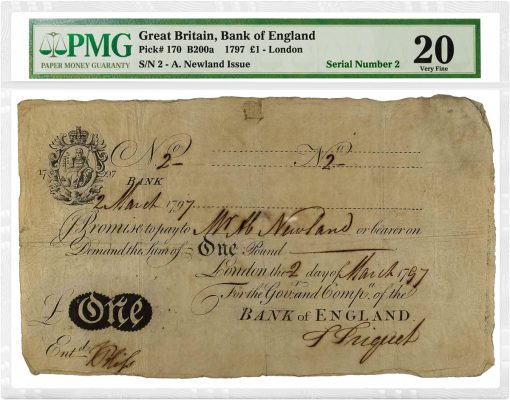 PMG
PAPER MONEY GUARANTY
Great Britain, Bank of England
Pick# 170 B200a 1797 £1 - London
S/N 2 - A. Newland Issue
Serial Number 2
20
Very Fine
No 2 No 2
17 97
BANK
2 March 1797
I Promise to pay to Mr Ab Newland or bearer on
Demand the Sum of One Pound
London the 2 day of March 1797
For the Govr and Compa of the
£ One
BANK of ENGLAND.
Entd